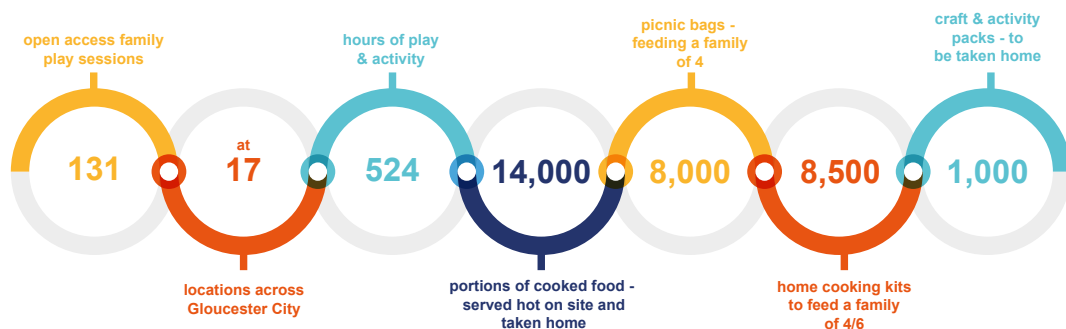 open access family
play sessions
131
at
17
locations across
Gloucester City
hours of play
& activity
524
14,000
portions of cooked food -
served hot on site and
taken home
picnic bags -
feeding a family
of 4
8,000
8,500
home cooking kits
to feed a family
of 4/6
craft & activity
packs - to
be taken home
1,000